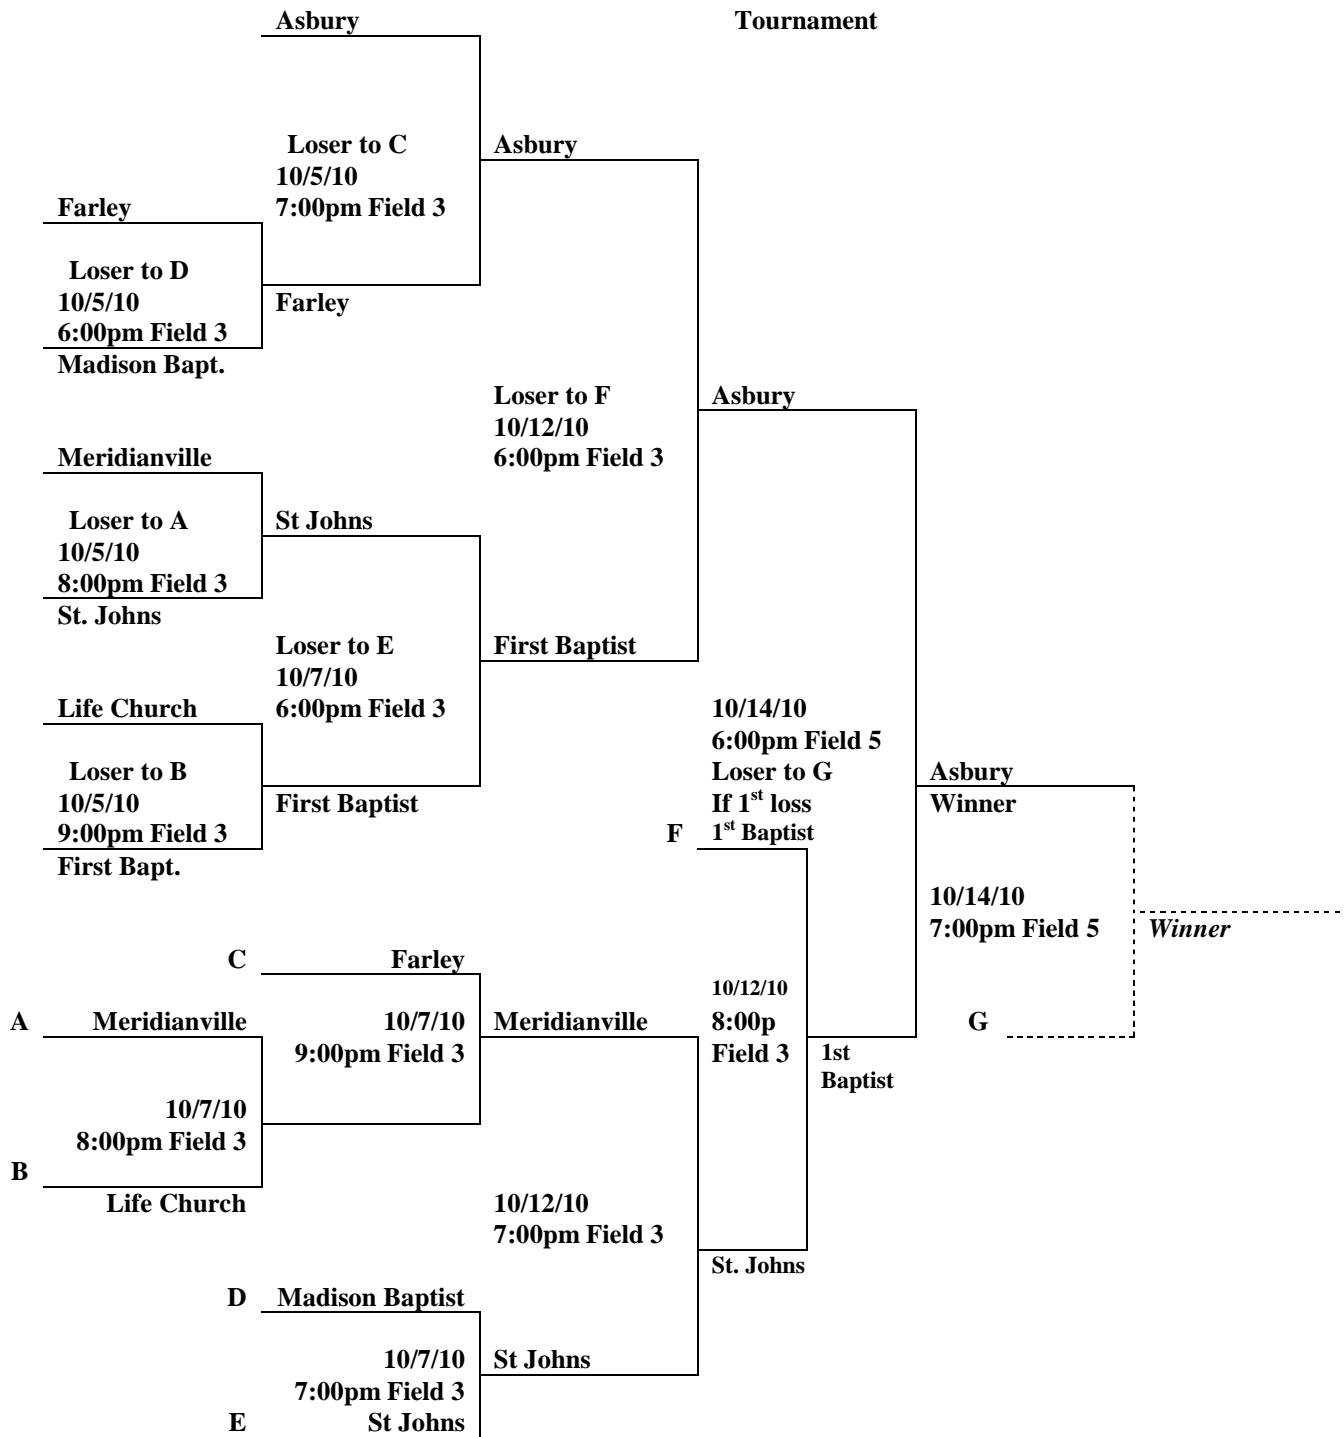 Asbury
Tournament
Loser to C
10/5/10
7:00pm Field 3
Asbury
Farley
Loser to D
10/5/10
6:00pm Field 3
Farley
Madison Bapt.
Loser to F
10/12/10
6:00pm Field 3
Asbury
Meridianville
Loser to A
10/5/10
8:00pm Field 3
St Johns
St. Johns
Loser to E
10/7/10
6:00pm Field 3
First Baptist
Life Church
Loser to B
10/5/10
9:00pm Field 3
First Baptist
First Bapt.
10/14/10
6:00pm Field 5
Loser to G
If 1st loss
F 1st Baptist
Asbury
Winner
10/14/10
7:00pm Field 5
Winner
C Farley
A Meridianville
10/7/10
9:00pm Field 3
Meridianville
10/12/10
8:00p
Field 3
1st
Baptist
G
10/7/10
8:00pm Field 3
B
Life Church
10/12/10
7:00pm Field 3
St. Johns
D Madison Baptist
10/7/10
7:00pm Field 3
St Johns
E St Johns